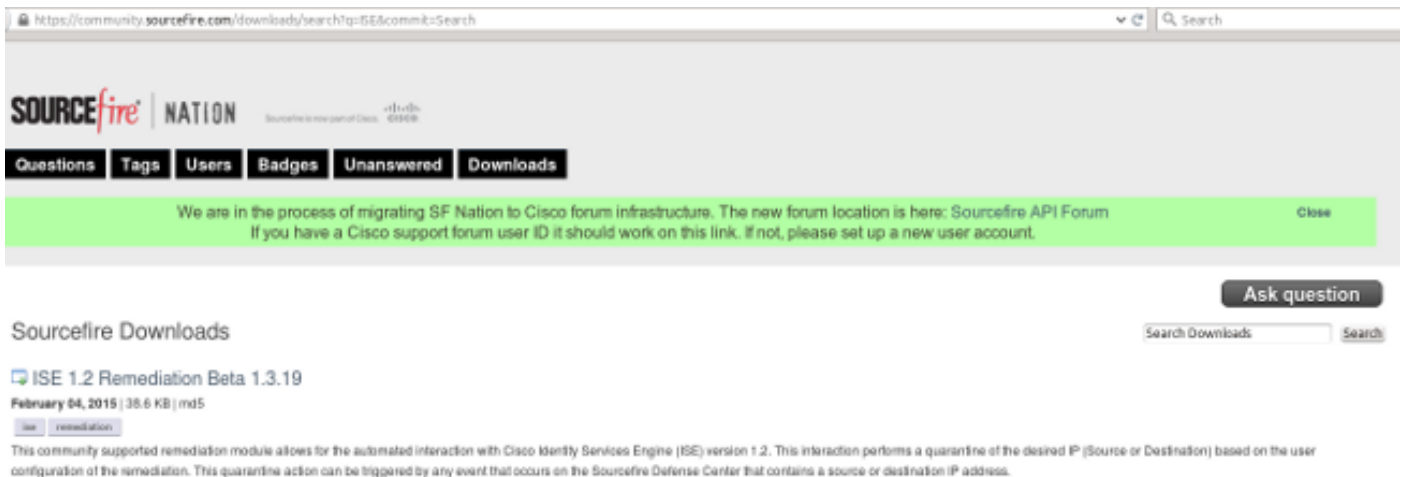 https://community.sourcefire.com/downloads/search?q=ISE&commit=Search
Search
SOURCEfire | NATION
Sourcefire is now part of Cisco.
CISCO
Questions Tags Users Badges Unanswered Downloads
We are in the process of migrating SF Nation to Cisco forum infrastructure. The new forum location is here: Sourcefire API Forum
Close
If you have a Cisco support forum user ID it should work on this link. If not, please set up a new user account.
Ask question
Sourcefire Downloads
Search Downloads
Search
ISE 1.2 Remediation Beta 1.3.19
February 04, 2015 | 38.6 KB | md5
ise remediation
This community supported remediation module allows for the automated interaction with Cisco Identity Services Engine (ISE) version 1.2. This interaction performs a quarantine of the desired IP (Source or Destination) based on the user
configuration of the remediation. This quarantine action can be triggered by any event that occurs on the Sourcefire Defense Center that contains a source or destination IP address.